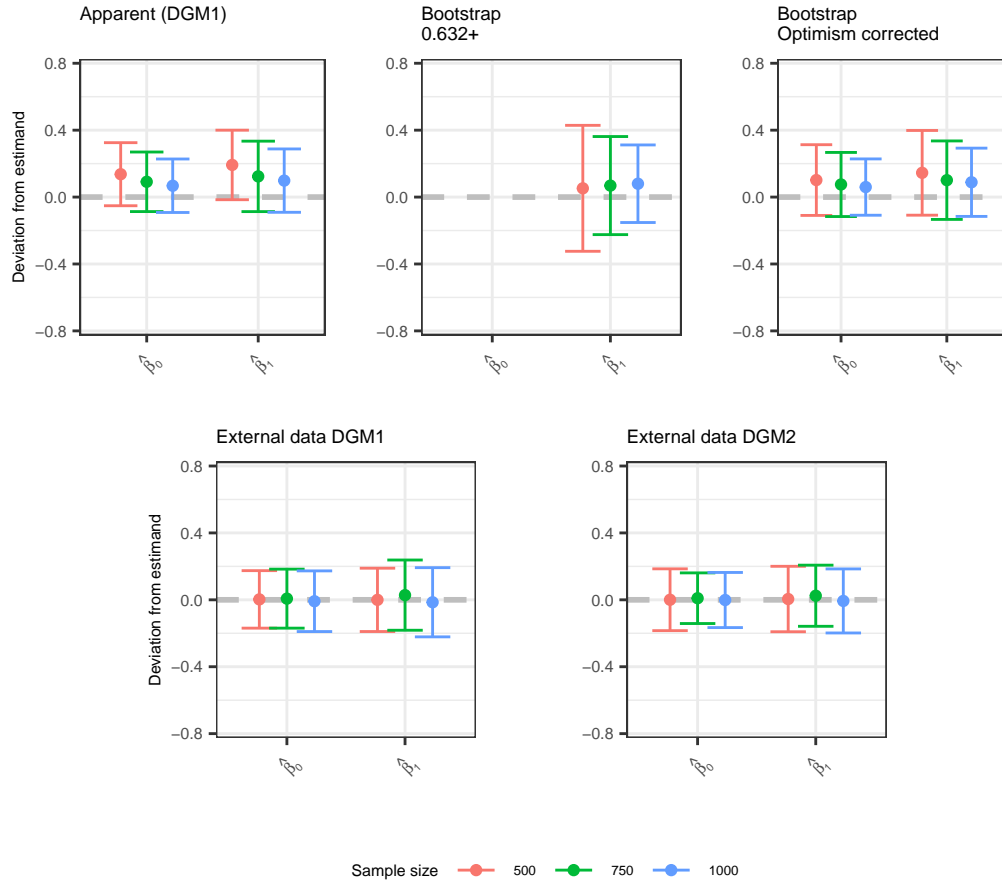 Apparent (DGM1)
Bootstrap
0.632+
Bootstrap
Optimism corrected
Deviation from estimand
0.8
0.4
0.0
−0.4
−0.8
β̂₀
β̂₁
0.8
0.4
0.0
−0.4
−0.8
β̂₀
β̂₁
0.8
0.4
0.0
−0.4
−0.8
β̂₀
β̂₁
External data DGM1
External data DGM2
Deviation from estimand
0.8
0.4
0.0
−0.4
−0.8
β̂₀
β̂₁
0.8
0.4
0.0
−0.4
−0.8
β̂₀
β̂₁
Sample size 500 750 1000